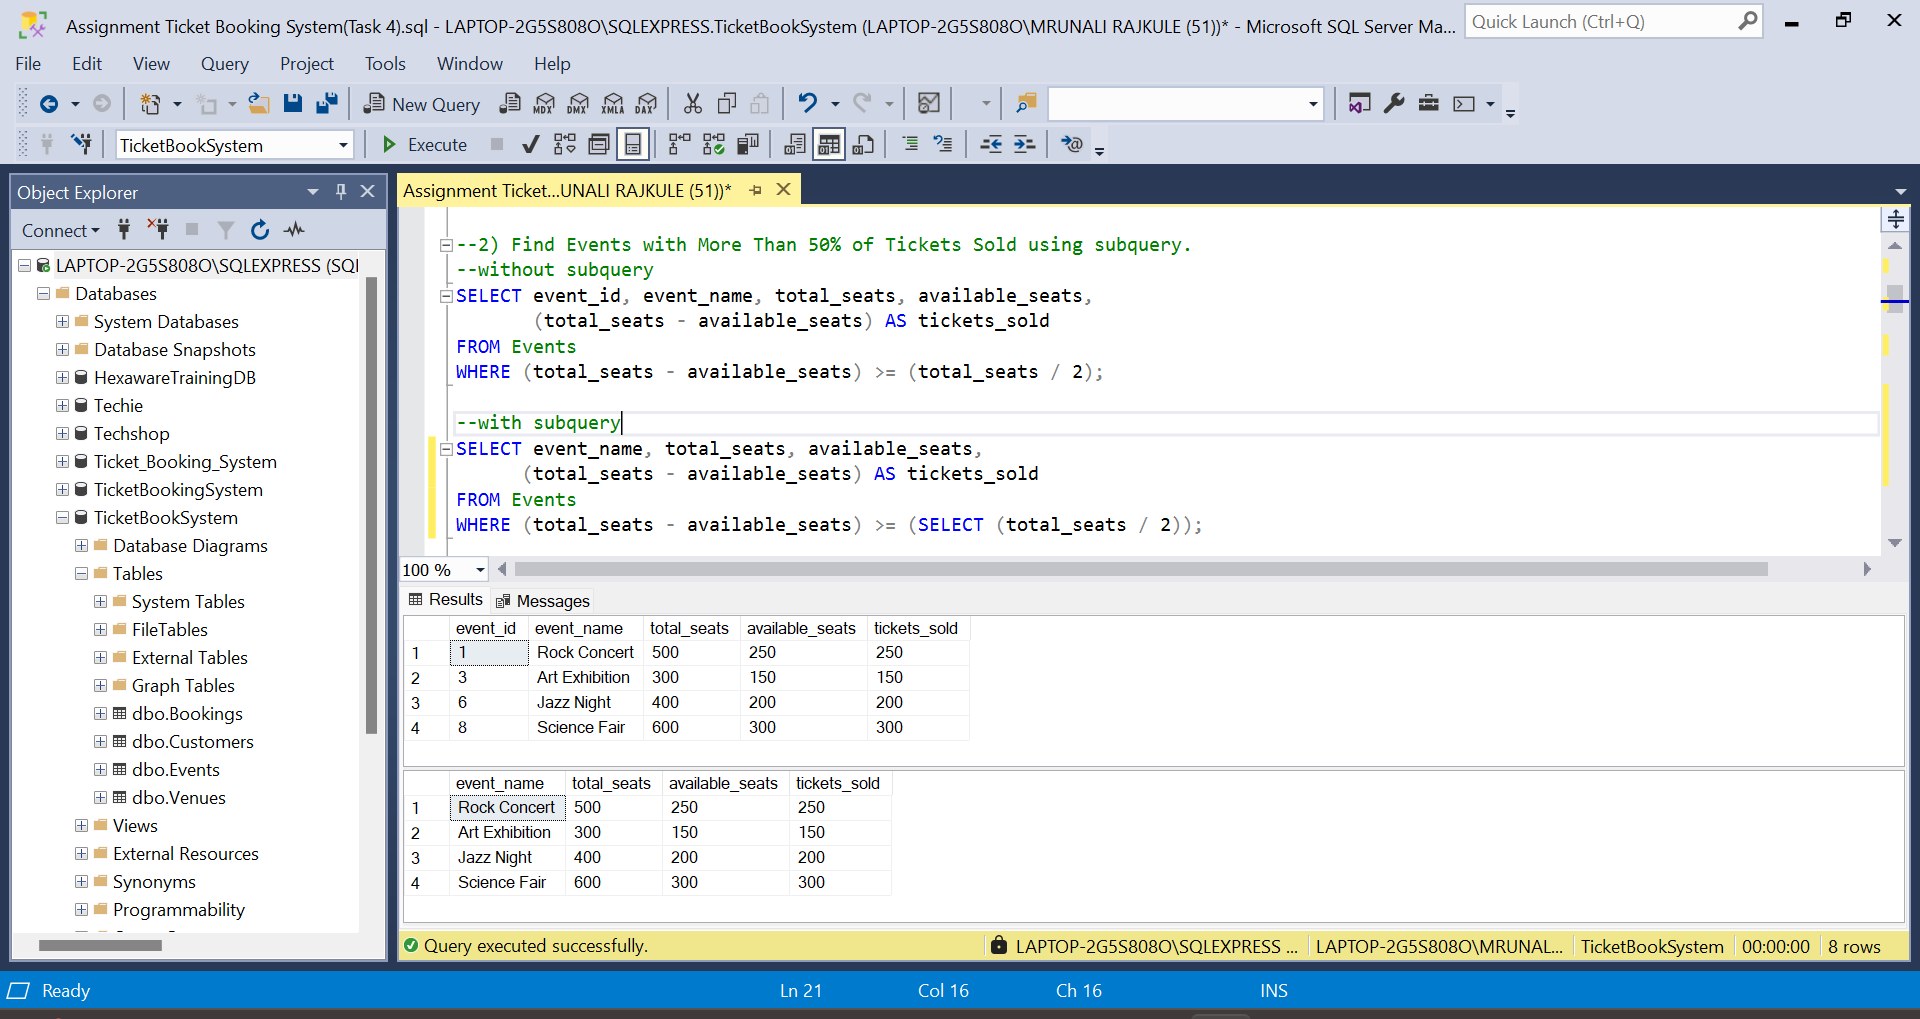 Assignment Ticket Booking System(Task 4).sql - LAPTOP-2G5S808O\SQLEXPRESS.TicketBookSystem (LAPTOP-2G5S808O\MRUNALI RAJKULE (51))* - Microsoft SQL Server Ma...
Quick Launch (Ctrl+Q)
File Edit View Query Project Tools Window Help
New Query MDX DMX XMLA DAX
TicketBookSystem Execute
Object Explorer
Assignment Ticket...UNALI RAJKULE (51))*
Connect
LAPTOP-2G5S808O\SQLEXPRESS (SQL
Databases
System Databases
Database Snapshots
HexawareTrainingDB
Techie
Techshop
Ticket_Booking_System
TicketBookingSystem
TicketBookSystem
Database Diagrams
Tables
System Tables
FileTables
External Tables
Graph Tables
dbo.Bookings
dbo.Customers
dbo.Events
dbo.Venues
Views
External Resources
Synonyms
Programmability
--2) Find Events with More Than 50% of Tickets Sold using subquery.
--without subquery
SELECT event_id, event_name, total_seats, available_seats,
(total_seats - available_seats) AS tickets_sold
FROM Events
WHERE (total_seats - available_seats) >= (total_seats / 2);
--with subquery
SELECT event_name, total_seats, available_seats,
(total_seats - available_seats) AS tickets_sold
FROM Events
WHERE (total_seats - available_seats) >= (SELECT (total_seats / 2));
100 %
Results Messages
event_id event_name total_seats available_seats tickets_sold
1 1 Rock Concert 500 250 250
2 3 Art Exhibition 300 150 150
3 6 Jazz Night 400 200 200
4 8 Science Fair 600 300 300
event_name total_seats available_seats tickets_sold
1 Rock Concert 500 250 250
2 Art Exhibition 300 150 150
3 Jazz Night 400 200 200
4 Science Fair 600 300 300
Query executed successfully.
LAPTOP-2G5S808O\SQLEXPRESS ... LAPTOP-2G5S808O\MRUNAL... TicketBookSystem 00:00:00 8 rows
Ready Ln 21 Col 16 Ch 16 INS